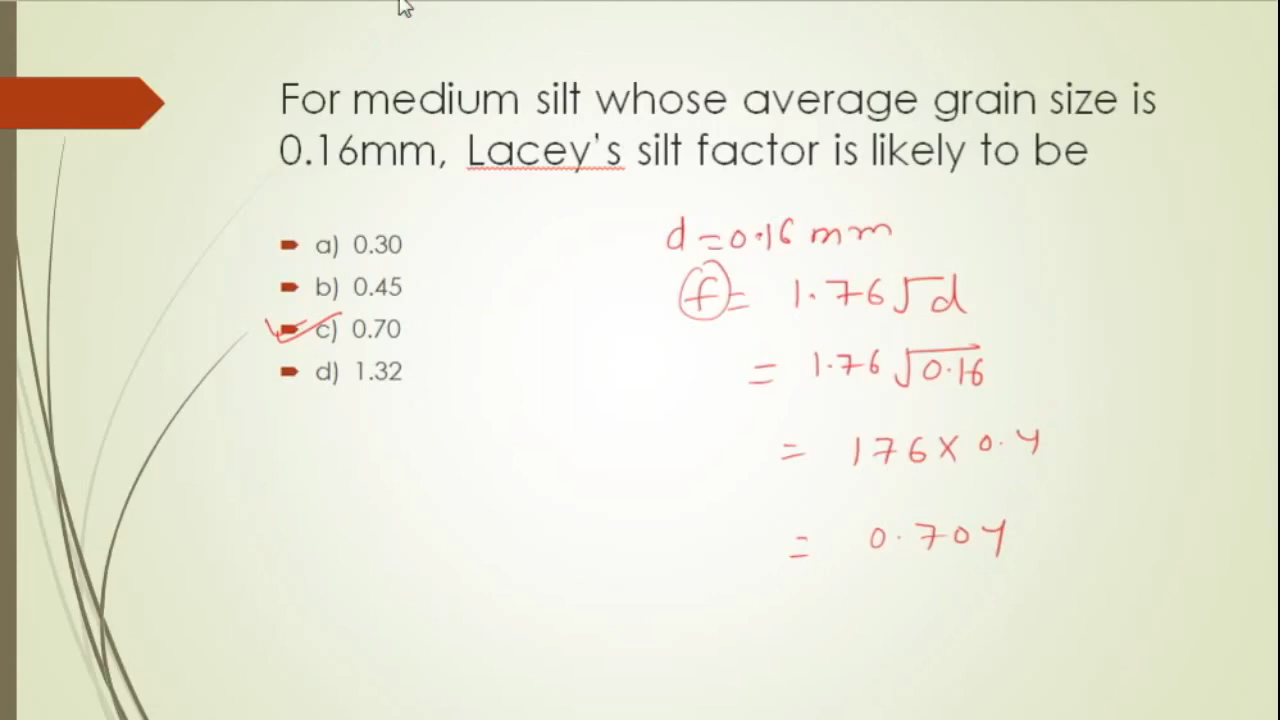 For medium silt whose average grain size is
0.16mm, Lacey's silt factor is likely to be
a) 0.30
b) 0.45
c) 0.70
d) 1.32
d = 0.16 mm
f = 1.76√d
= 1.76√0.16
= 176 × 0.4
= 0.704